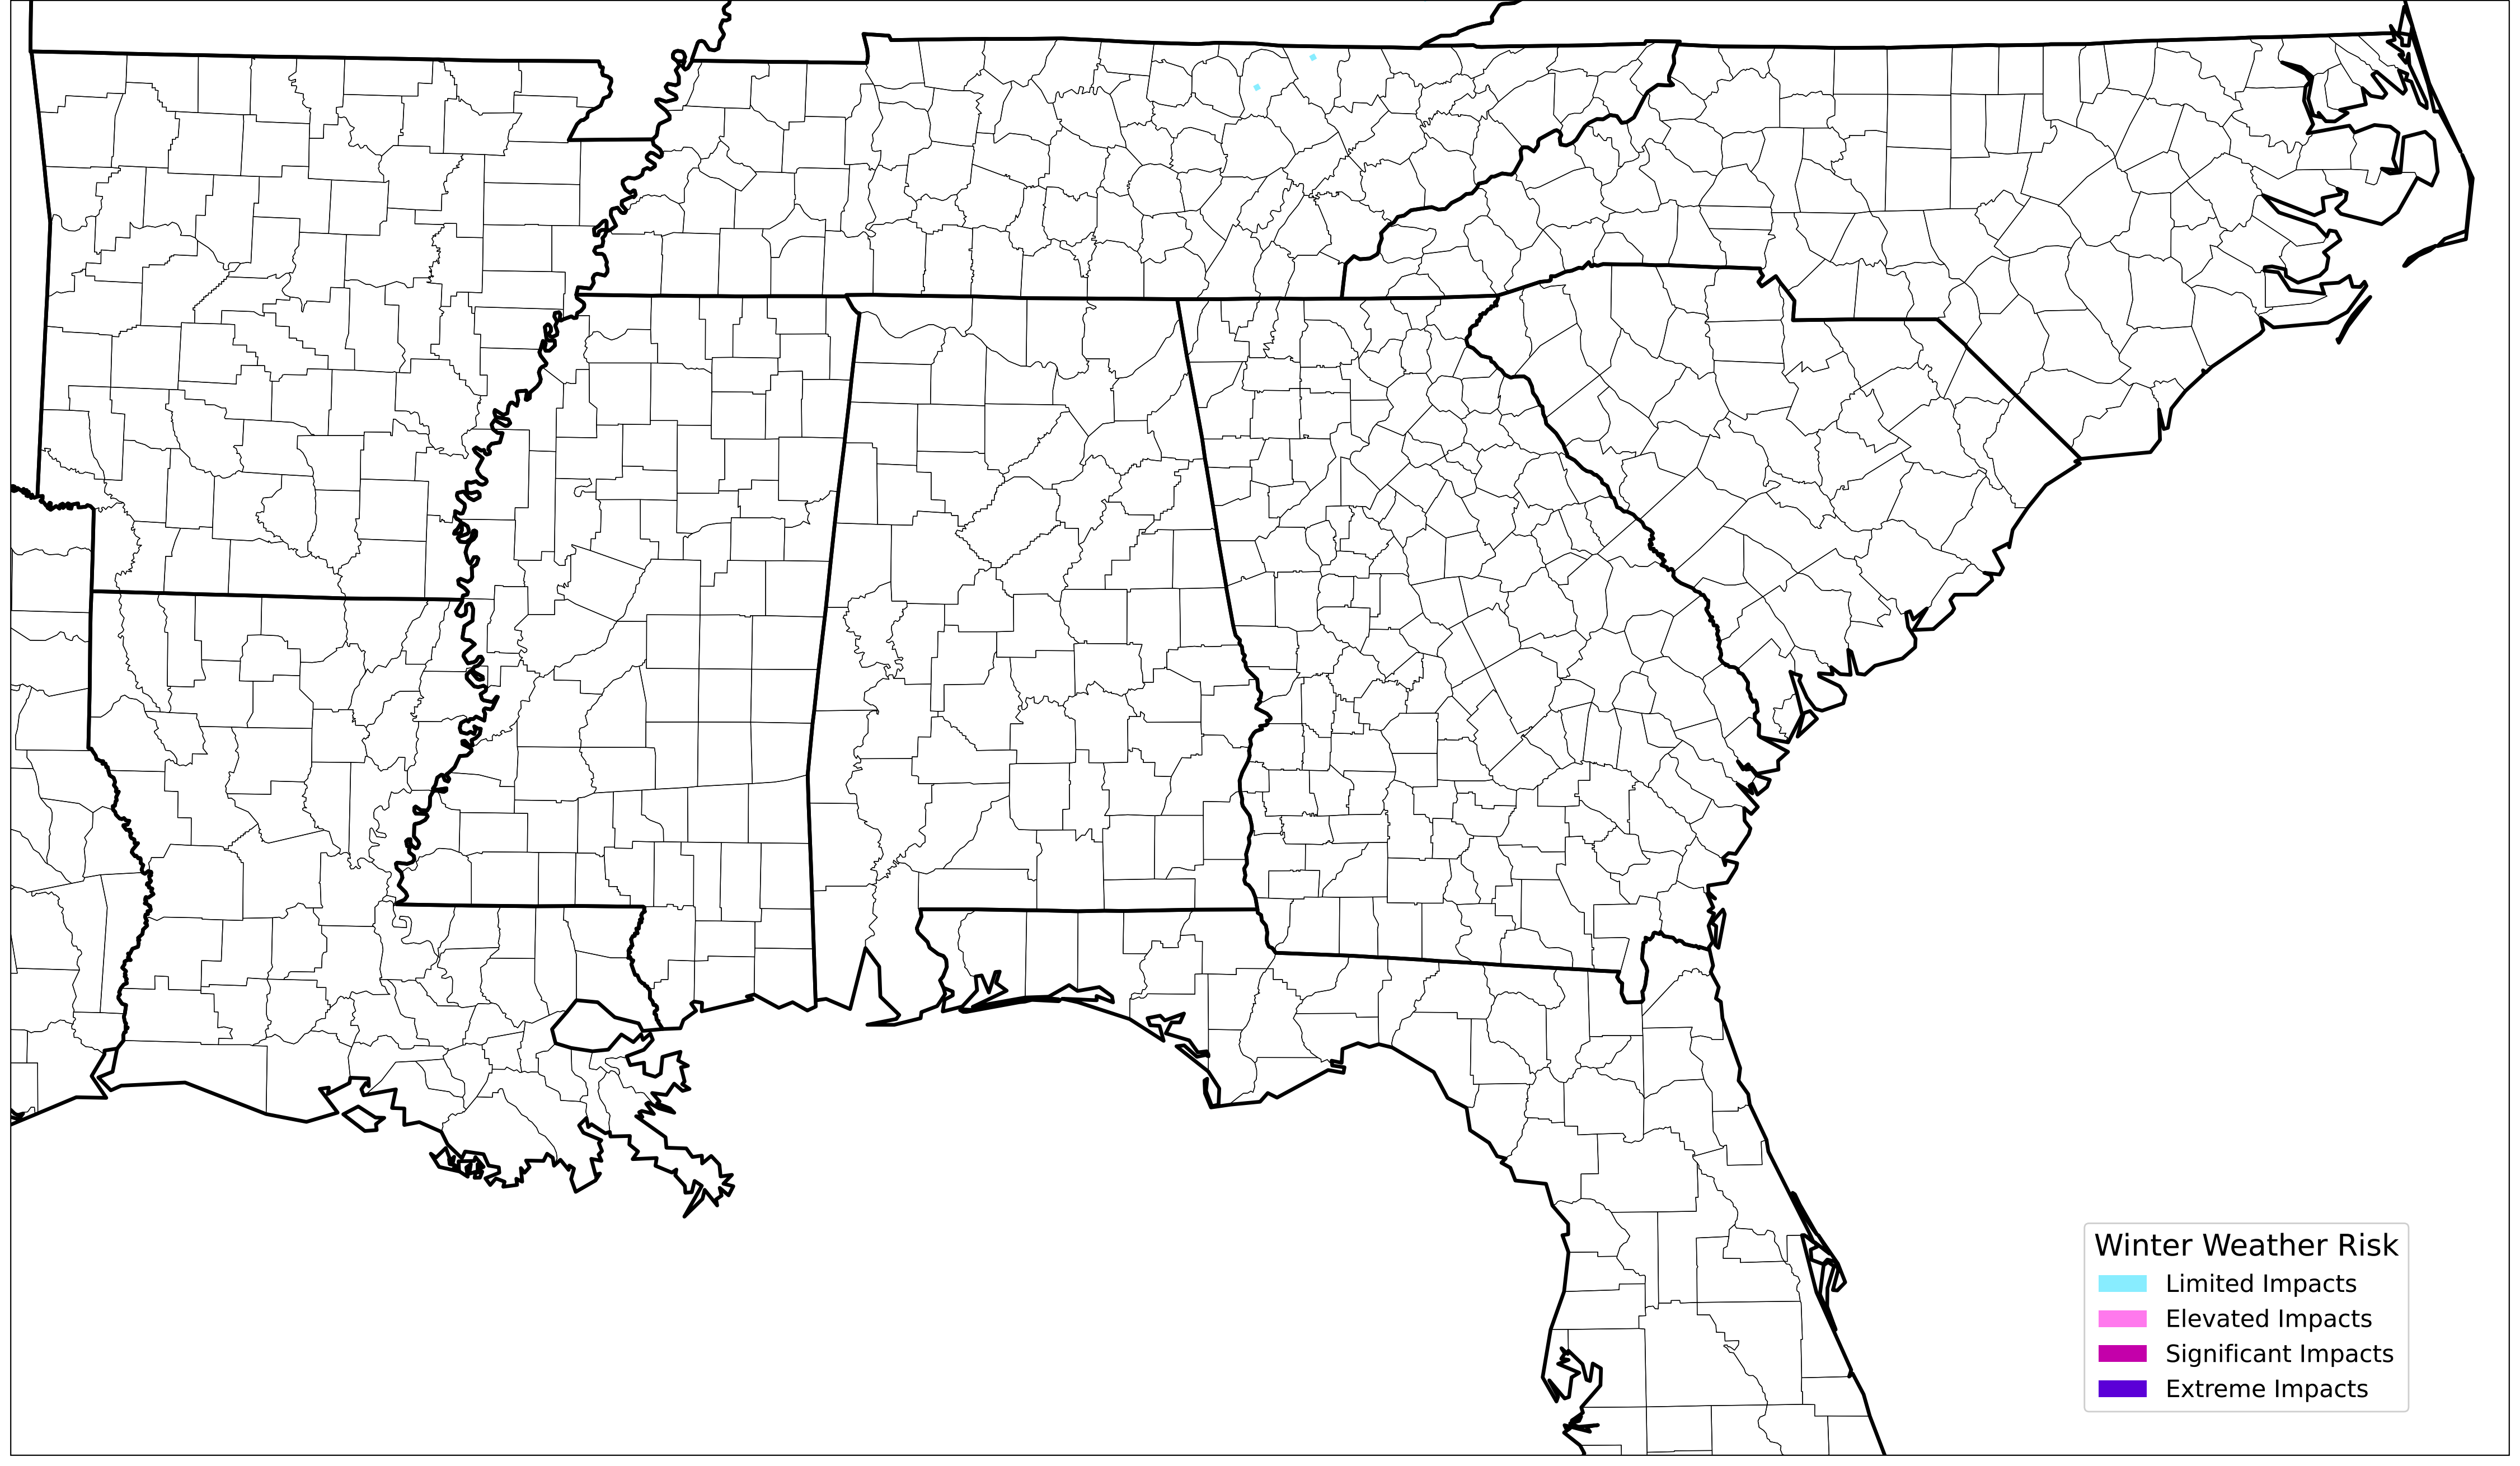 Winter Weather Risk
Limited Impacts
Elevated Impacts
Significant Impacts
Extreme Impacts